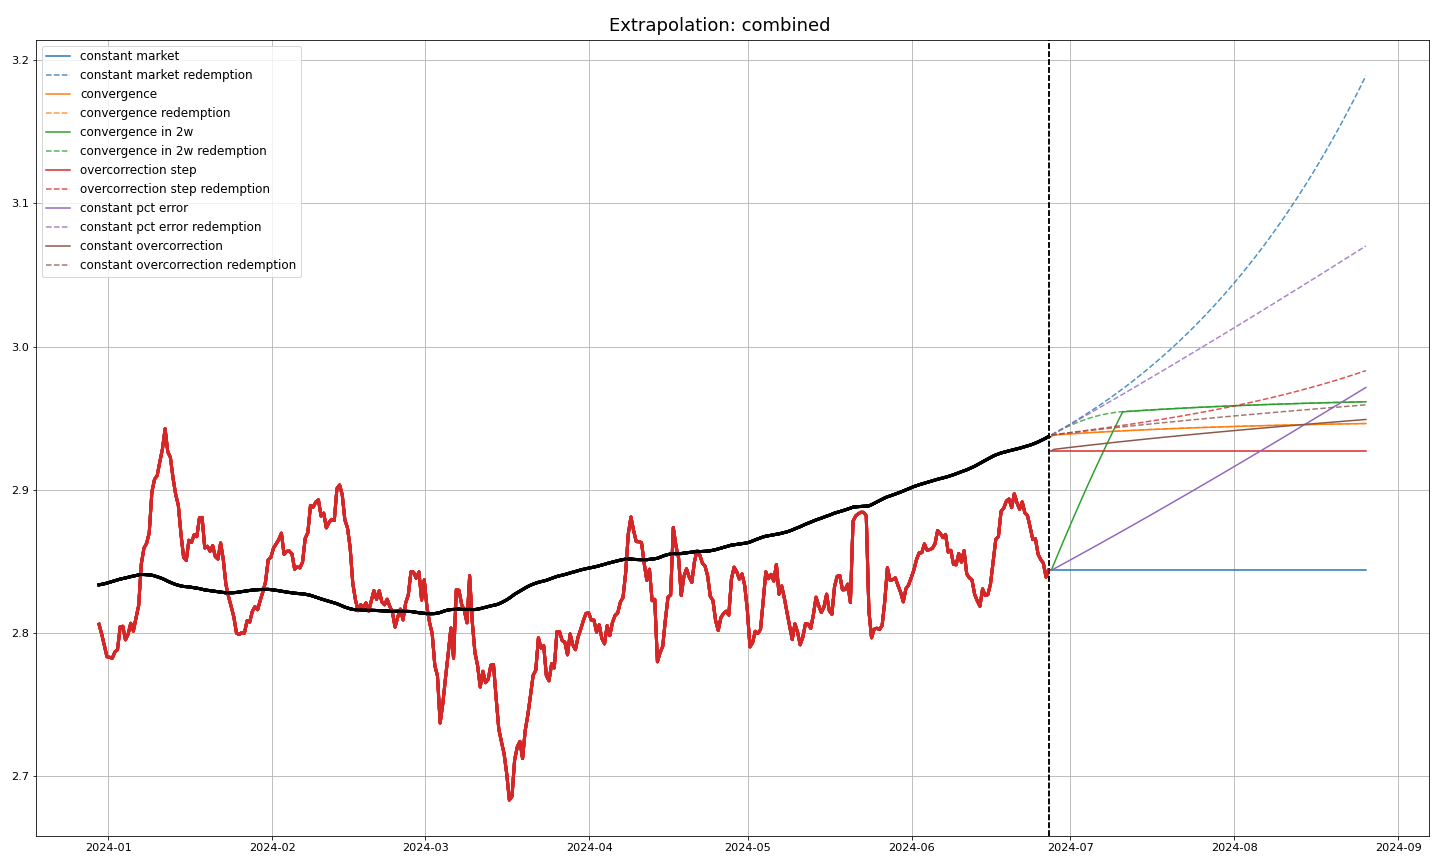 Extrapolation: combined
constant market
constant market redemption
convergence
convergence redemption
convergence in 2w
convergence in 2w redemption
overcorrection step
overcorrection step redemption
constant pct error
constant pct error redemption
constant overcorrection
constant overcorrection redemption
3.2
3.1
3.0
2.9
2.8
2.7
2024-01
2024-02
2024-03
2024-04
2024-05
2024-06
2024-07
2024-08
2024-09